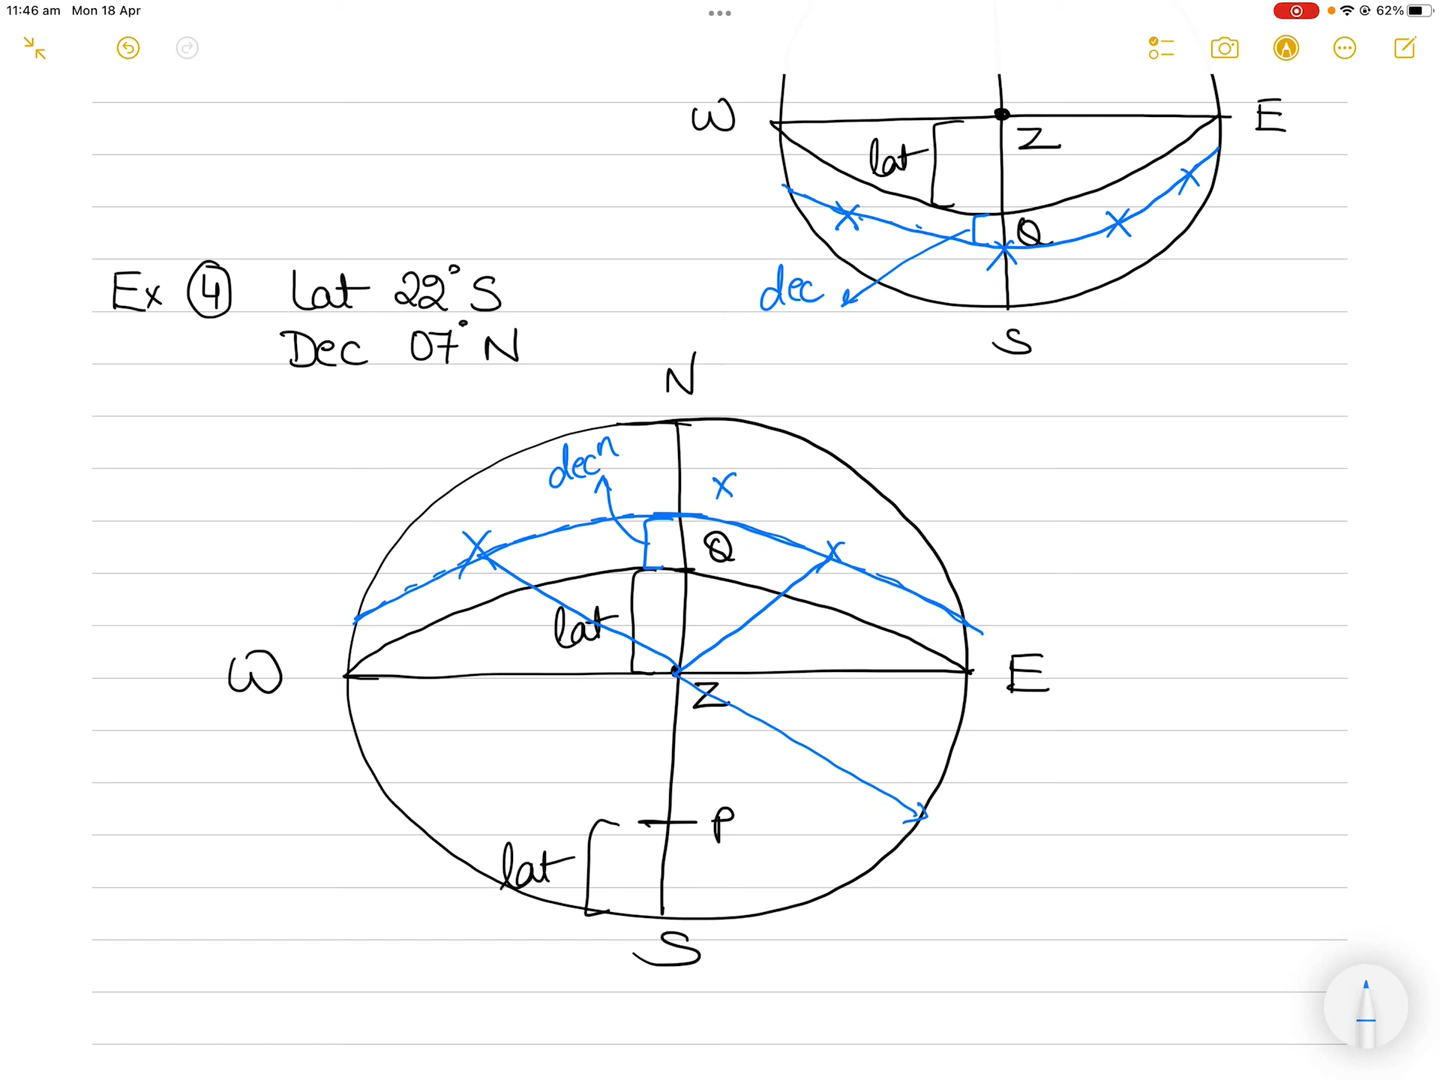 11:46 am Mon 18 Apr
62%
W
E
Z
lat
Q
dec
S
Ex ④ Lat 22° S
Dec 07° N
N
decⁿ
Q
lat
W
E
Z
P
lat
S